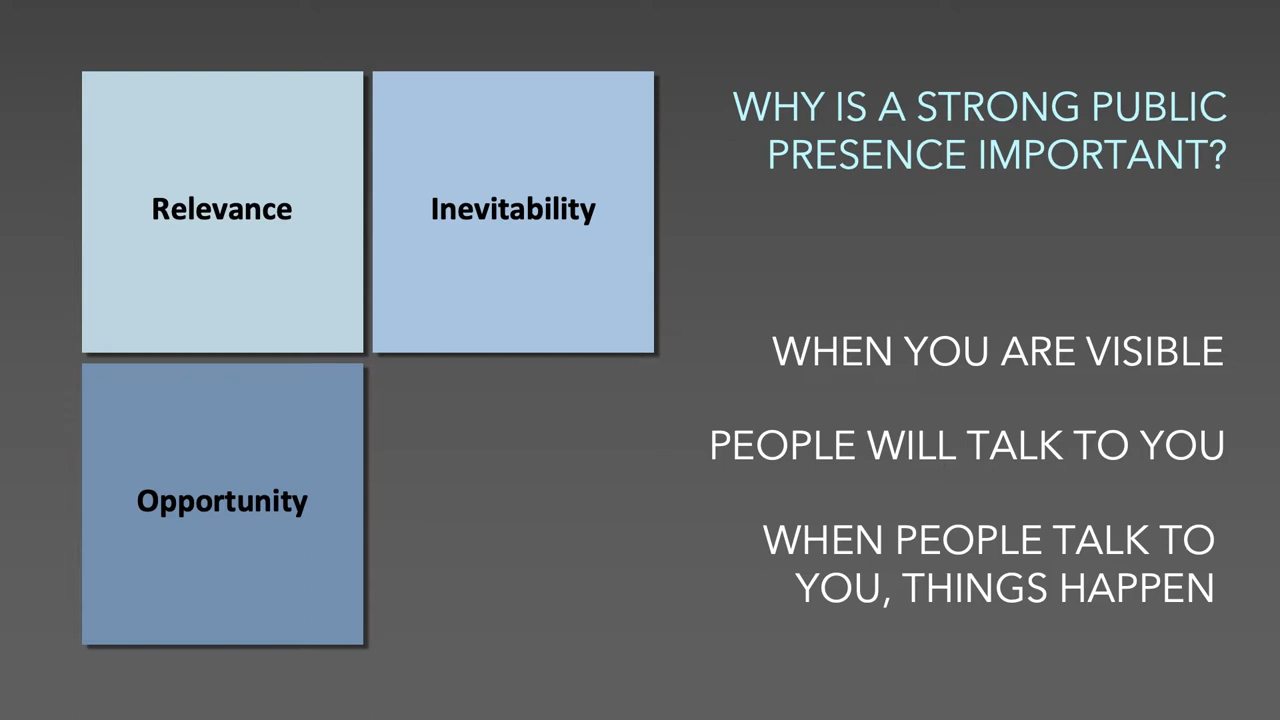 Relevance
Inevitability
Opportunity
WHY IS A STRONG PUBLIC
PRESENCE IMPORTANT?
WHEN YOU ARE VISIBLE
PEOPLE WILL TALK TO YOU
WHEN PEOPLE TALK TO
YOU, THINGS HAPPEN